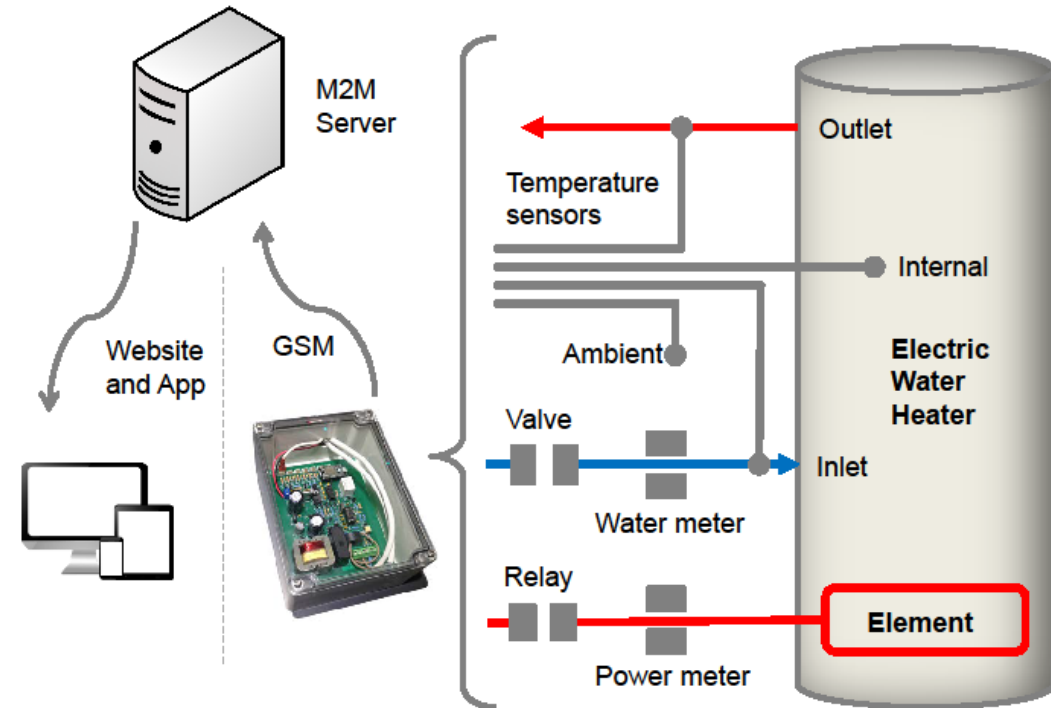 M2M
Server
Outlet
Temperature
sensors
Internal
Website
and App
GSM
Ambient
Electric
Water
Heater
Valve
Inlet
Water meter
Relay
Element
Power meter